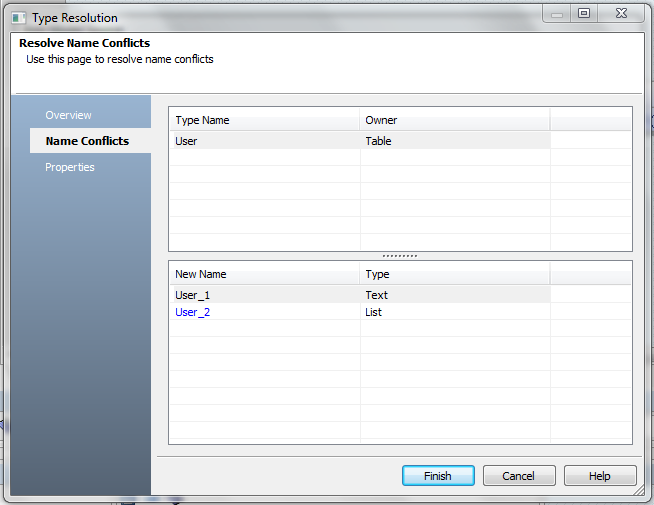 Type Resolution
Resolve Name Conflicts
Use this page to resolve name conflicts
Overview
Name Conflicts
Properties
Type Name Owner
User Table
New Name Type
User_1 Text
User_2 List
Finish Cancel Help